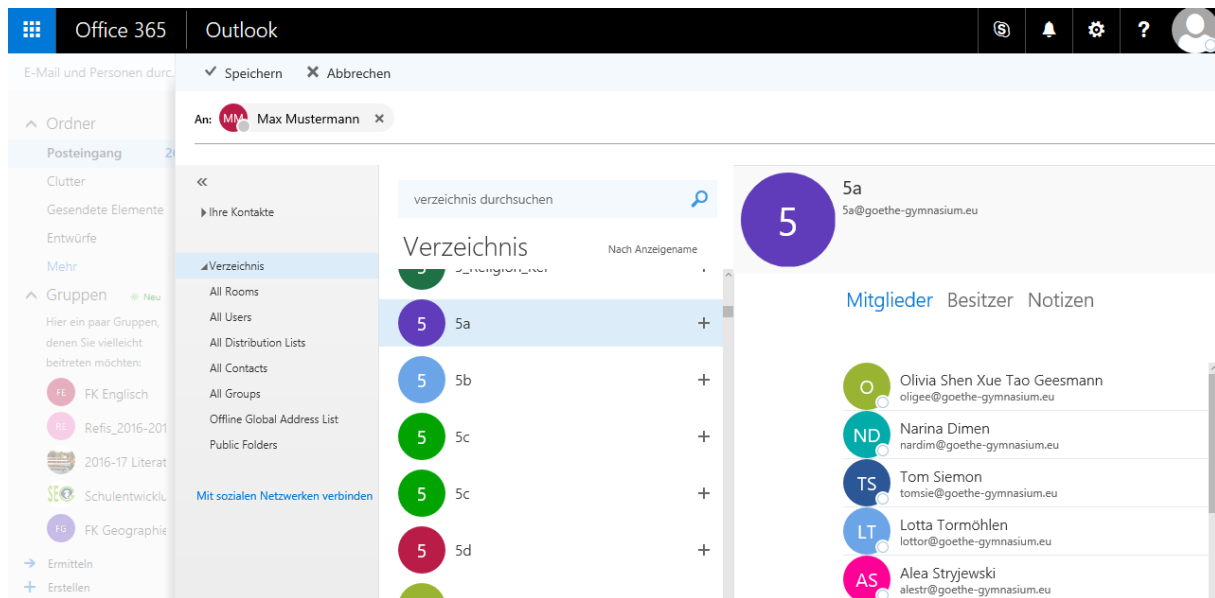 Office 365
Outlook
E-Mail und Personen durc.
Speichern
Abbrechen
An:
MM
Max Mustermann
Ordner
Posteingang
Clutter
Gesendete Elemente
Entwürfe
Mehr
Gruppen
Neu
Hier ein paar Gruppen,
denen Sie vielleicht
beitreten möchten:
FE
FK Englisch
RE
Refis_2016-201
2016-17 Literat
Schulentwicklu
FG
FK Geographie
Ermitteln
Erstellen
Ihre Kontakte
Verzeichnis
All Rooms
All Users
All Distribution Lists
All Contacts
All Groups
Offline Global Address List
Public Folders
Mit sozialen Netzwerken verbinden
verzeichnis durchsuchen
Verzeichnis
Nach Anzeigename
5
5a
5
5b
5
5c
5
5c
5
5d
5
5a
5a@goethe-gymnasium.eu
Mitglieder
Besitzer
Notizen
O
Olivia Shen Xue Tao Geesmann
oligee@goethe-gymnasium.eu
ND
Narina Dimen
nardim@goethe-gymnasium.eu
TS
Tom Siemon
tomsie@goethe-gymnasium.eu
LT
Lotta Tormöhlen
lottor@goethe-gymnasium.eu
AS
Alea Stryjewski
alestr@goethe-gymnasium.eu